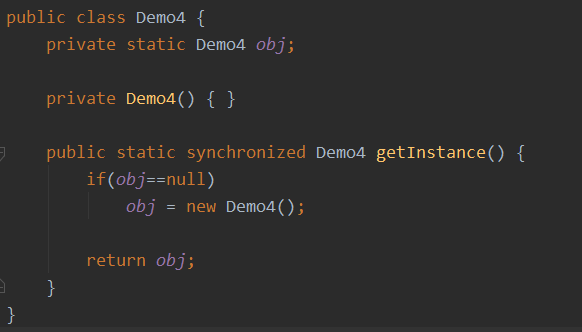 public class Demo4 {
    private static Demo4 obj;

    private Demo4() { }

    public static synchronized Demo4 getInstance() {
        if(obj==null)
            obj = new Demo4();

        return obj;
    }
}